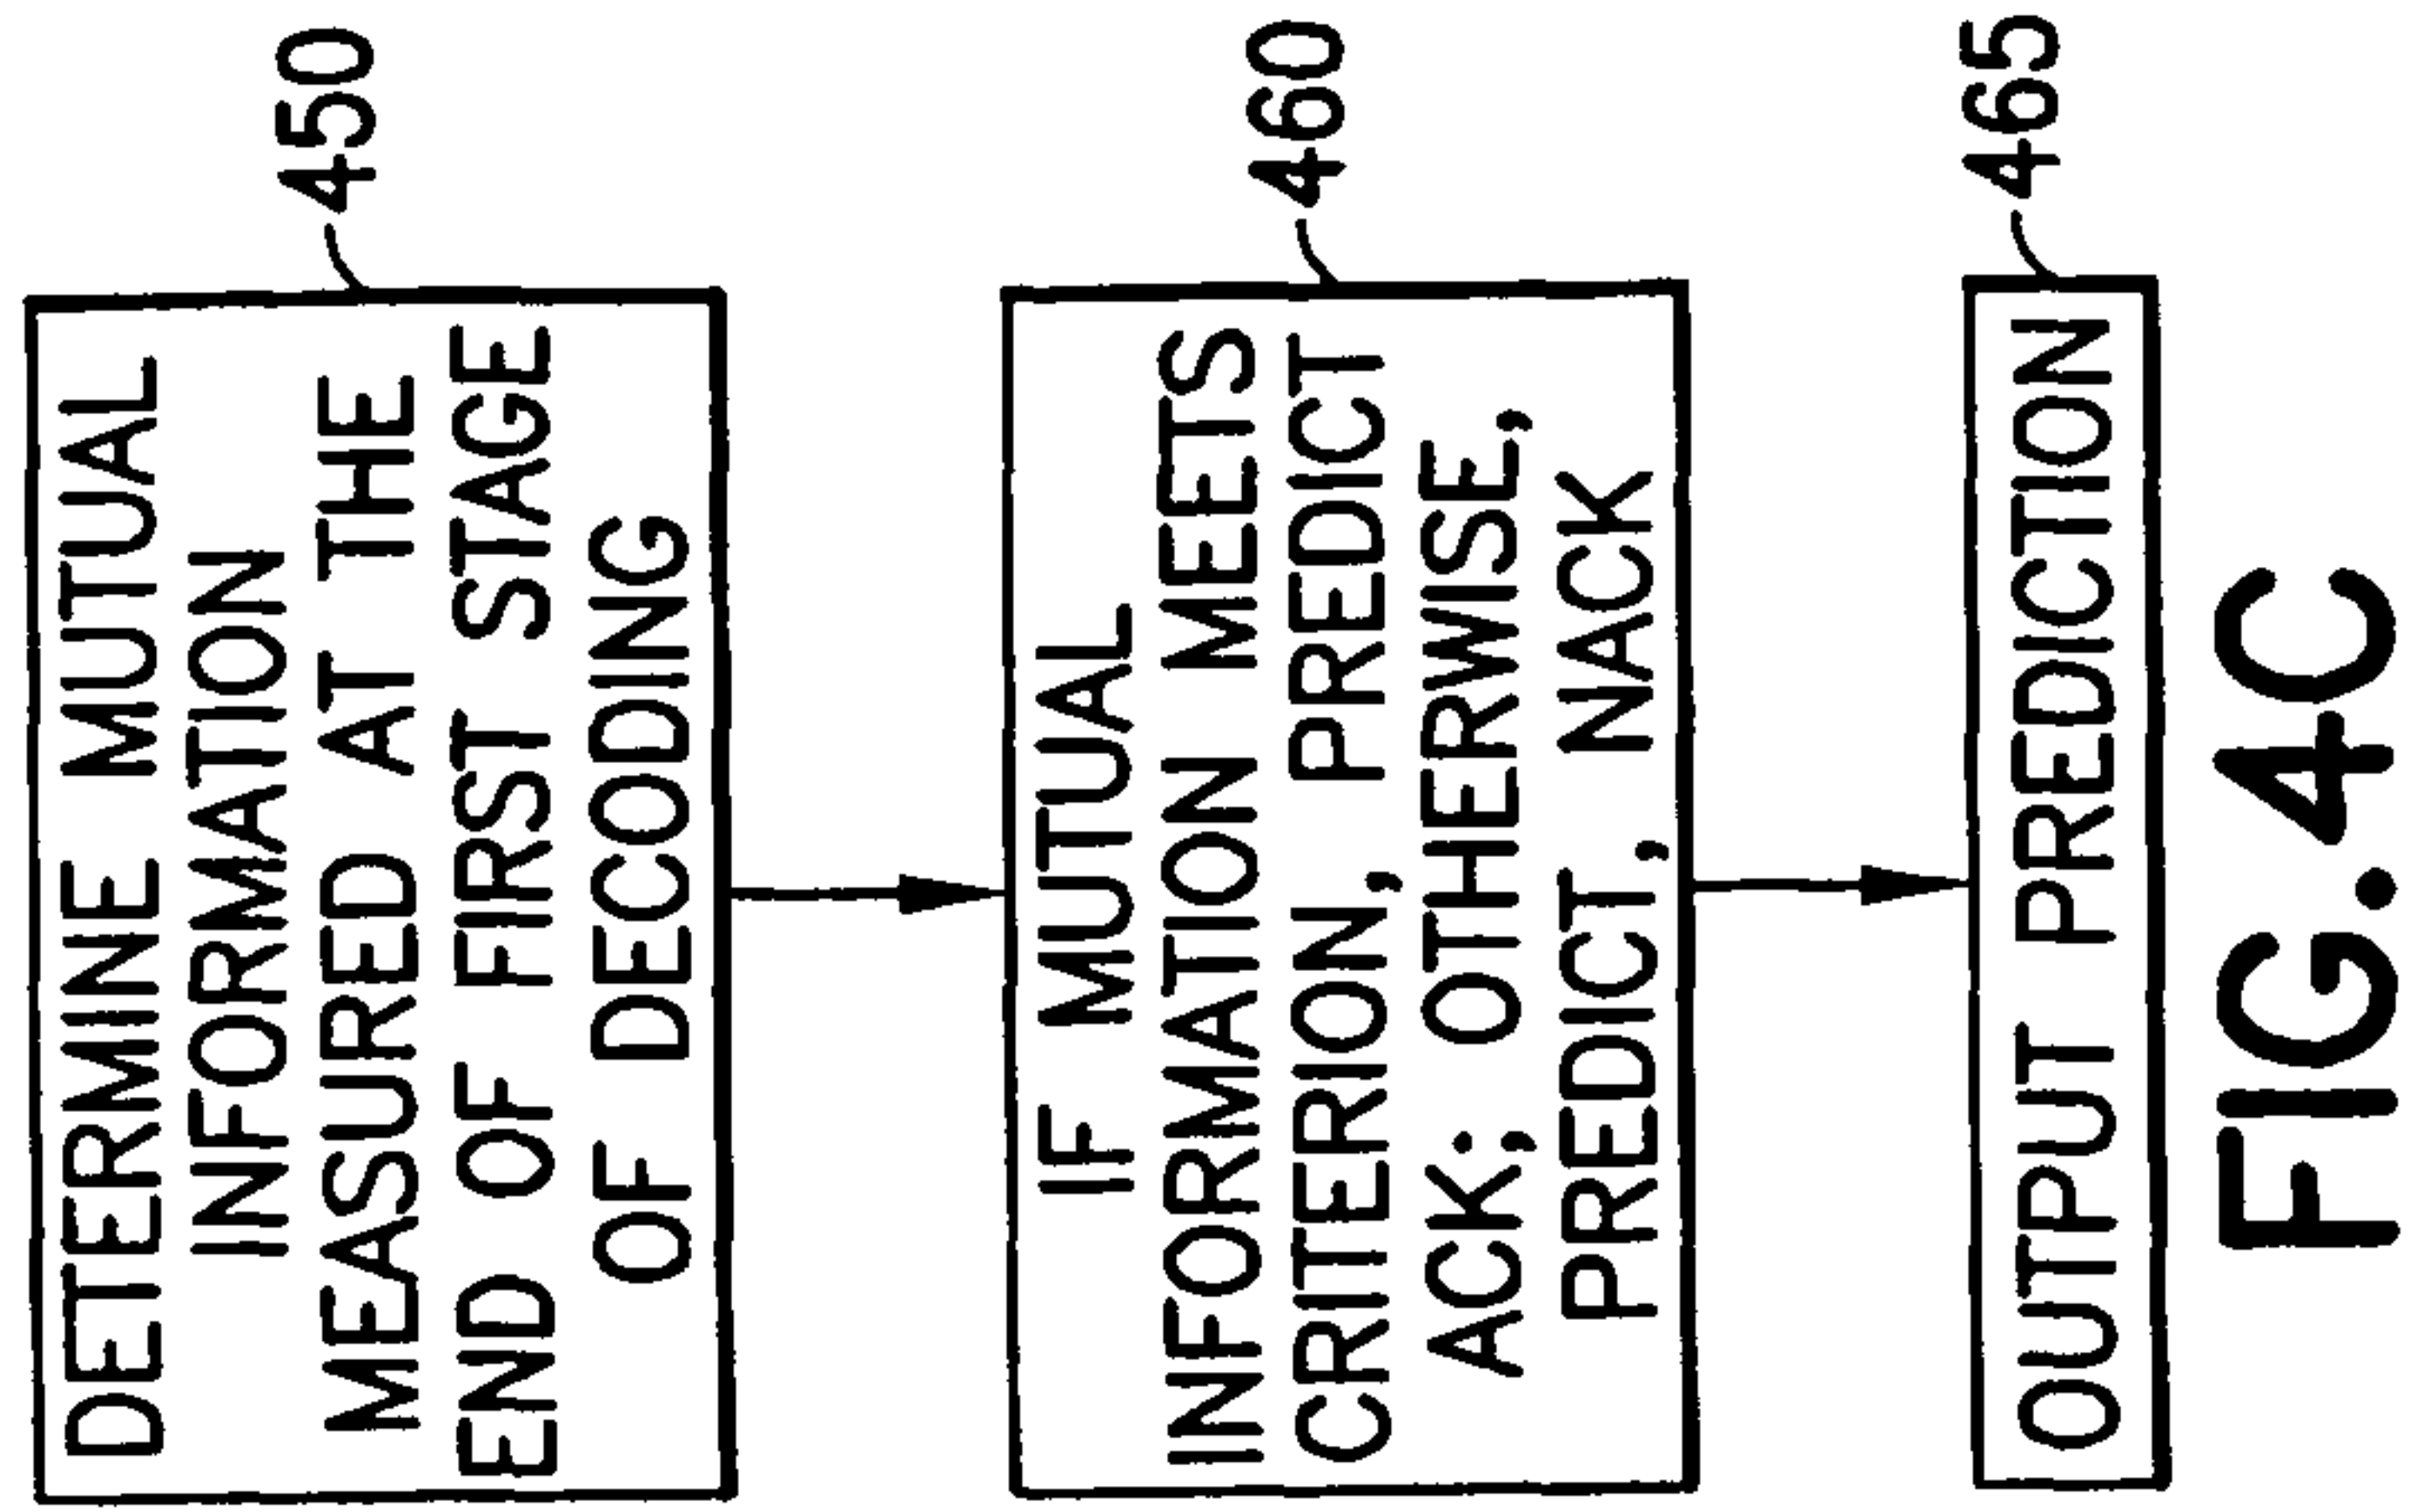 DETERMINE MUTUAL
INFORMATION
MEASURED AT THE
END OF FIRST STAGE
OF DECODING
450
IF MUTUAL
INFORMATION MEETS
CRITERION, PREDICT
ACK; OTHERWISE,
PREDICT, NACK
460
OUTPUT PREDICTION
465
FIG.4C